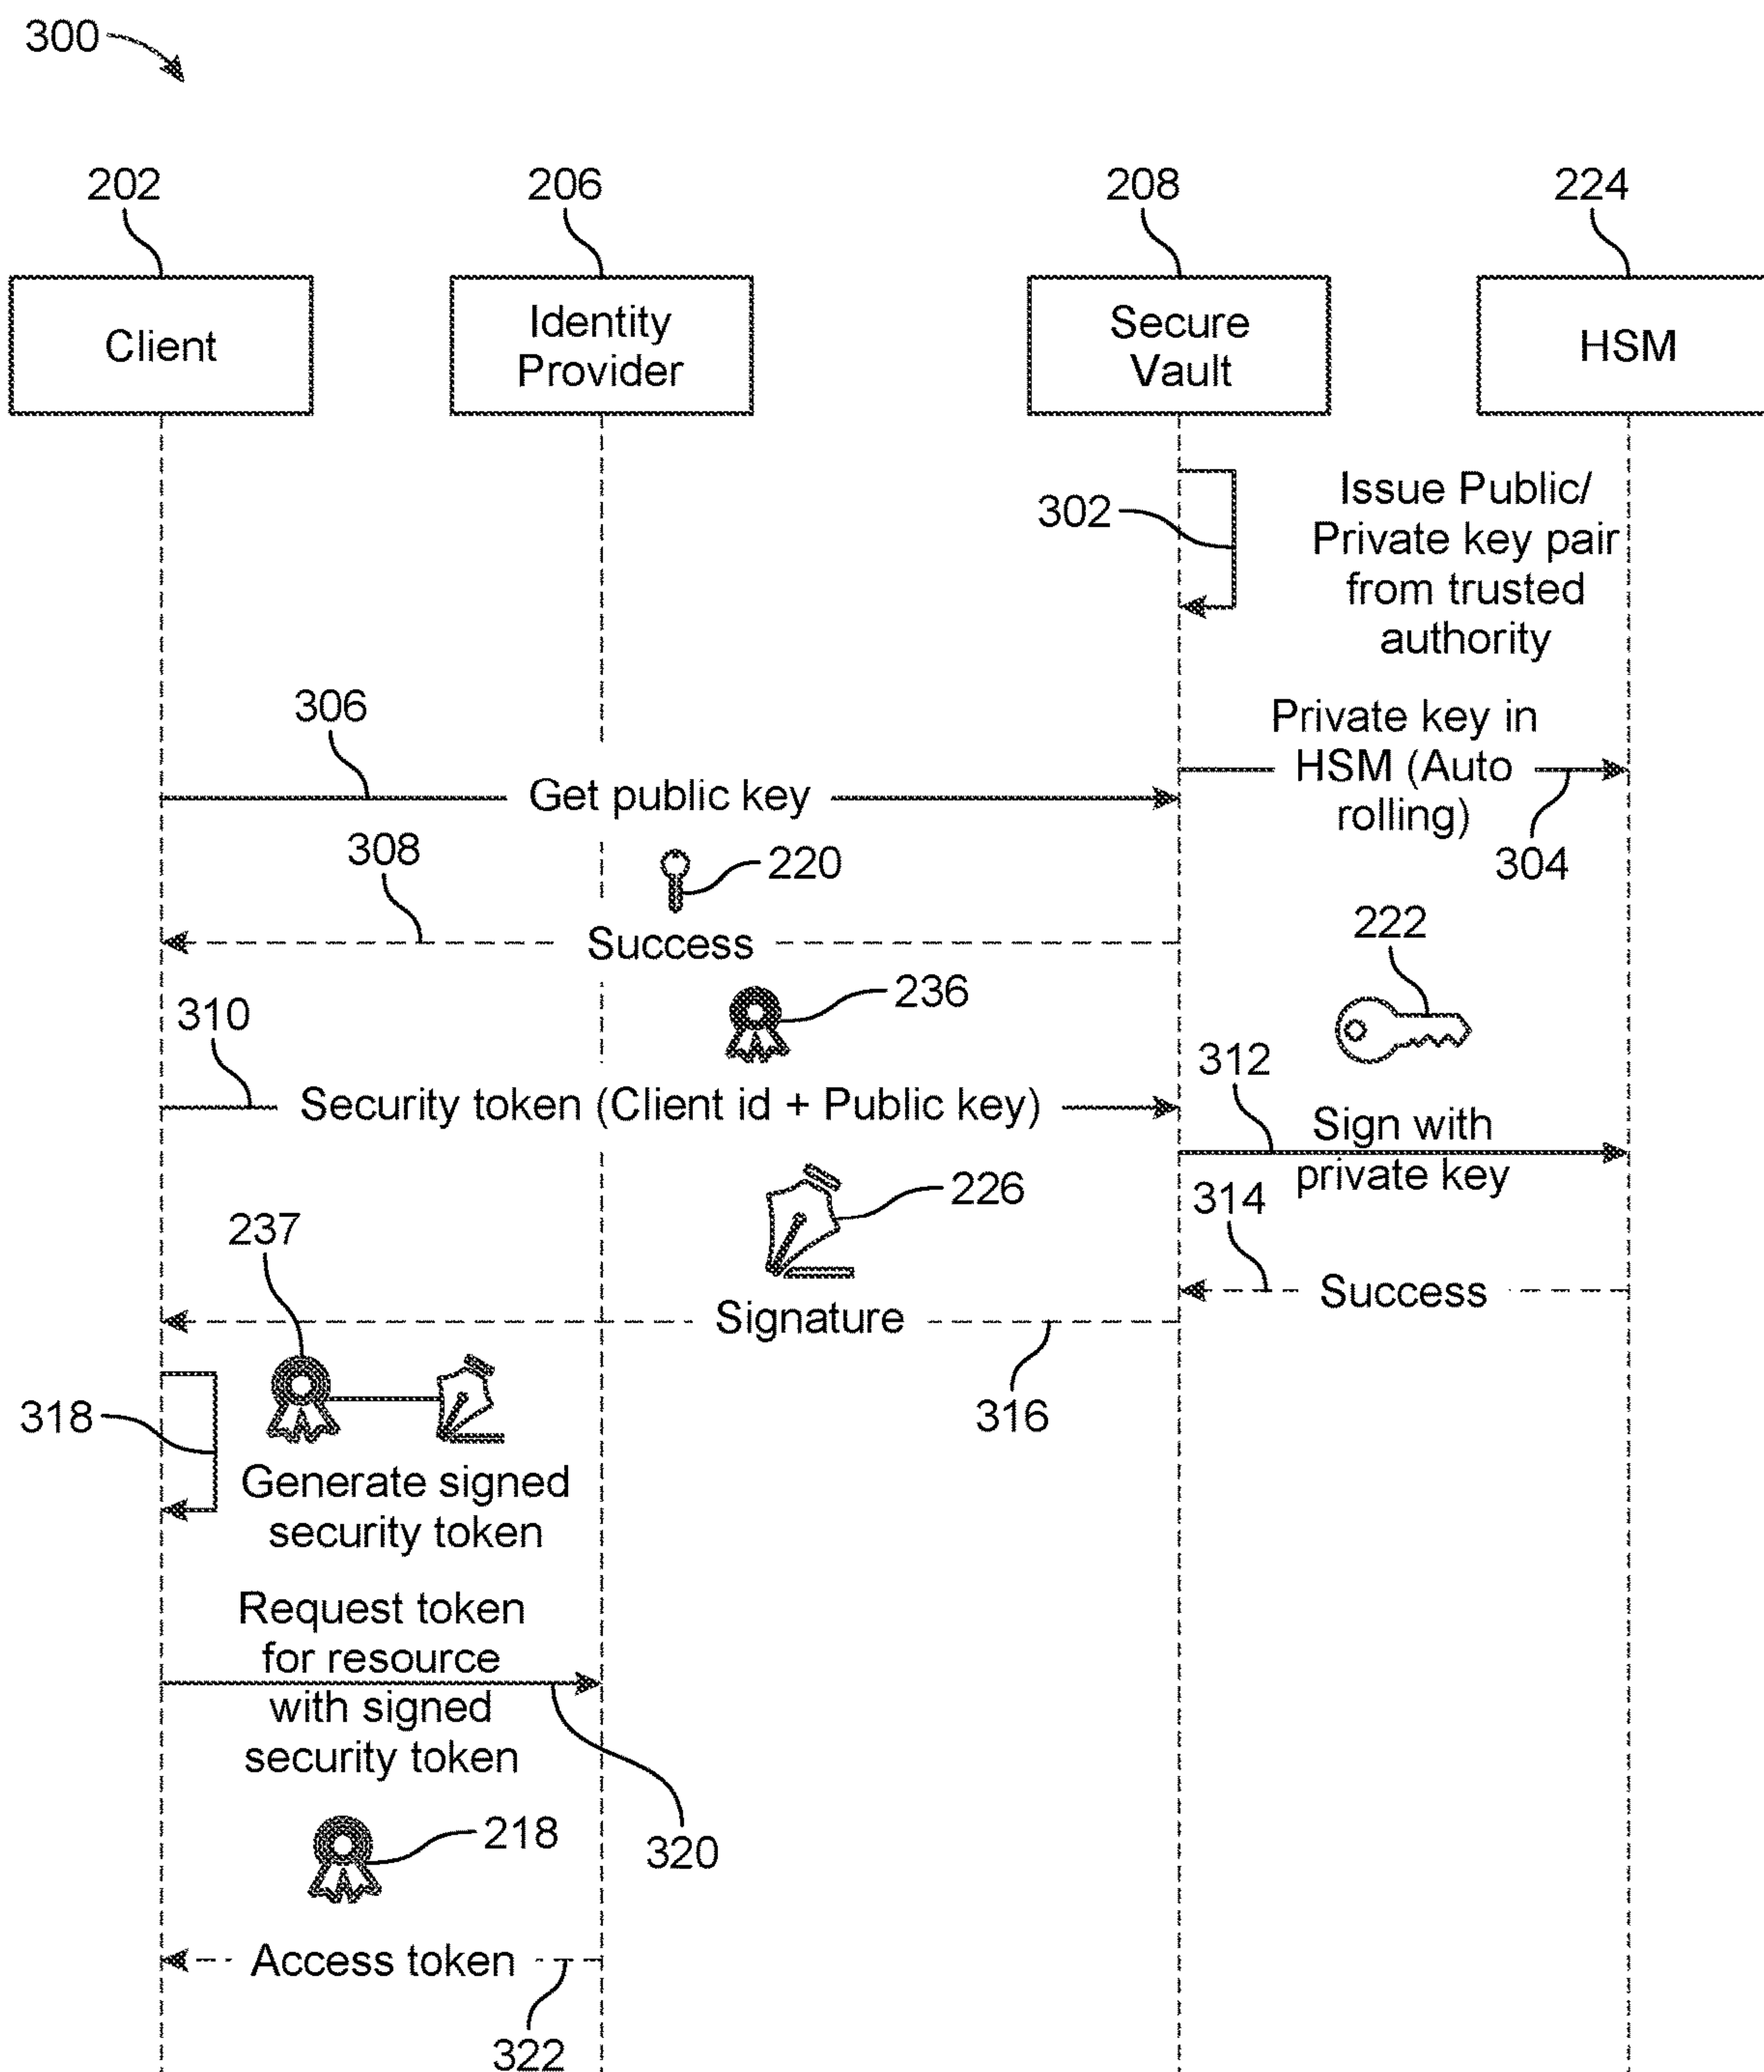 300
202
206
208
224
Client
Identity
Provider
Secure
Vault
HSM
302
Issue Public/
Private key pair
from trusted
authority
306
Private key in
HSM (Auto
rolling)
304
Get public key
308
220
Success
222
236
310
312
Security token (Client id + Public key)
Sign with
private key
226
314
237
Success
Signature
316
318
Generate signed
security token
Request token
for resource
with signed
security token
320
218
Access token
322